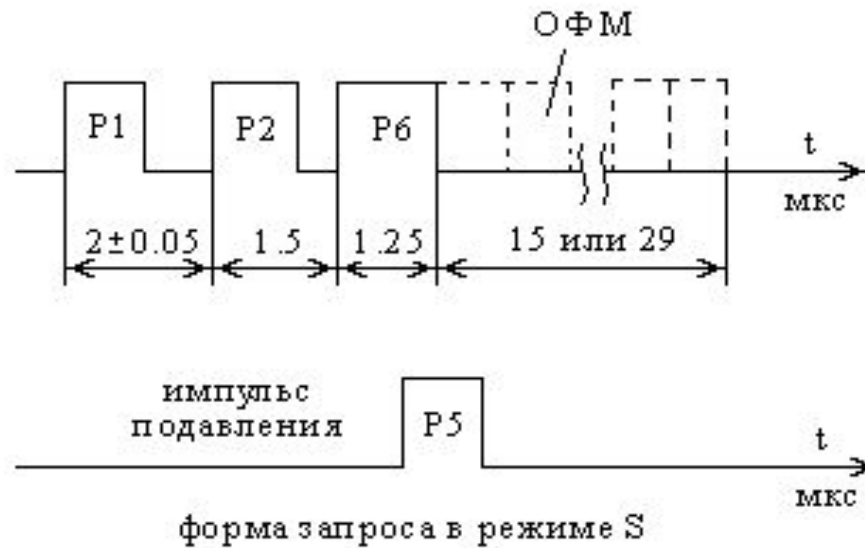 ОФМ
P1 P2 P6
t
мкс
2±0.05 1.5 1.25 15 или 29
импульс
подавления
P5
t
мкс
форма запроса в режиме S